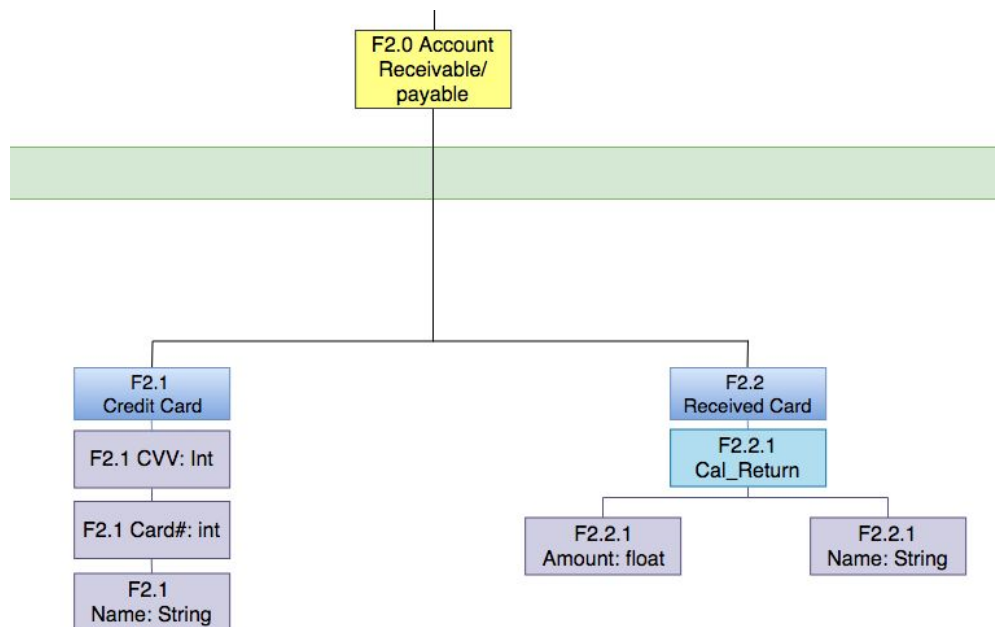 F2.0 Account
Receivable/
payable
F2.1
Credit Card
F2.2
Received Card
F2.1 CVV: Int
F2.2.1
Cal_Return
F2.1 Card#: int
F2.2.1
Amount: float
F2.2.1
Name: String
F2.1
Name: String